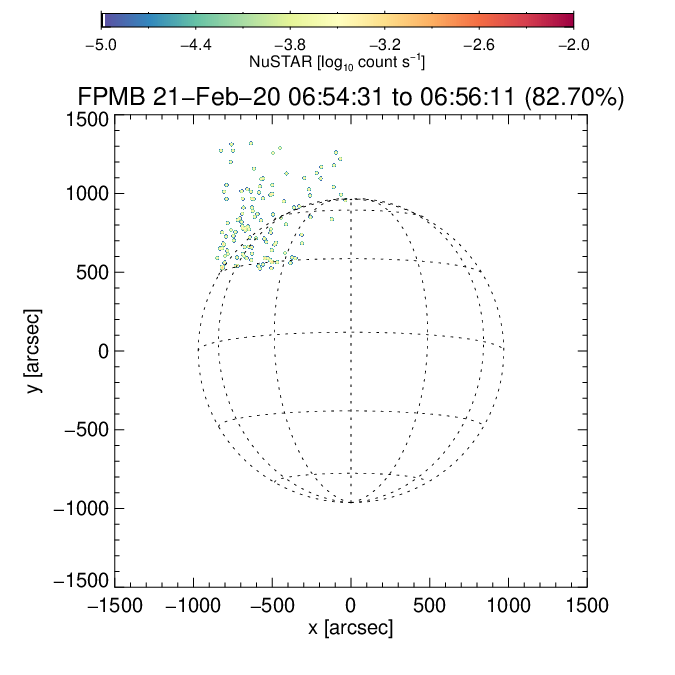 −5.0 −4.4 −3.8 −3.2 −2.6 −2.0
NuSTAR [log₁₀ count s⁻¹]
FPMB 21−Feb−20 06:54:31 to 06:56:11 (82.70%)
1500
1000
500
0
−500
−1000
−1500
y [arcsec]
−1500 −1000 −500 0 500 1000 1500
x [arcsec]